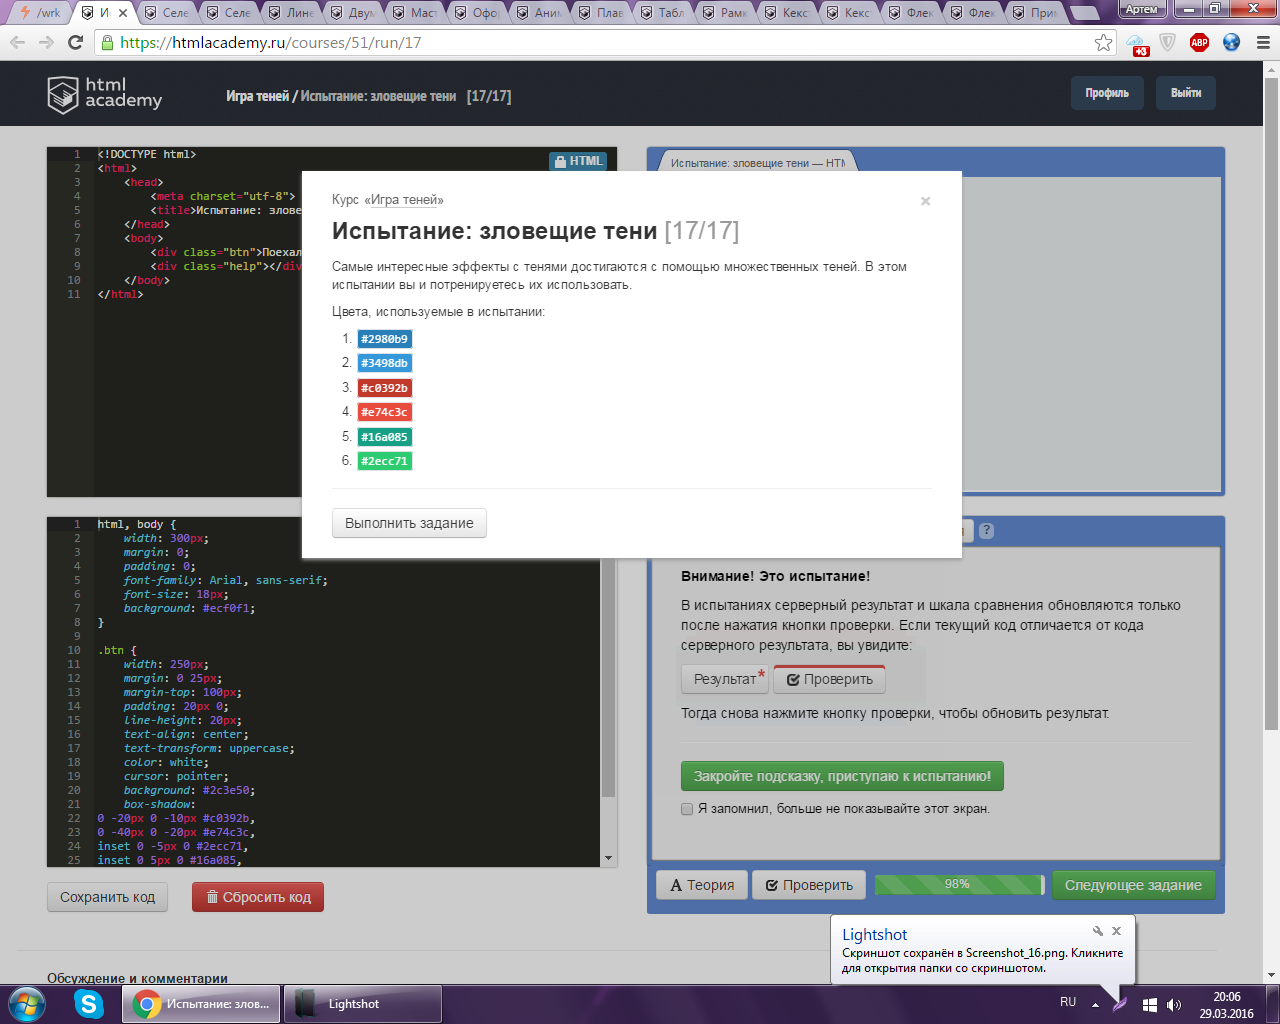 /wrk
Ис
Селе
Селе
Лине
Двум
Маст
Офор
Аним
Плав
Табл
Рамк
Кекс
Кекс
Флек
Флек
Прим
Артем
https://htmlacademy.ru/courses/51/run/17
+3
ABP
html
academy
Игра теней / Испытание: зловещие тени [17/17]
Профиль
Выйти
1 <!DOCTYPE html>
2 <html>
3 <head>
4 <meta charset="utf-8">
5 <title>Испытание: злове
6 </head>
7 <body>
8 <div class="btn">Поехал
9 <div class="help"></div
10 </body>
11 </html>
HTML
Испытание: зловещие тени — HTM
Курс «Игра теней»
×
Испытание: зловещие тени [17/17]
Самые интересные эффекты с тенями достигаются с помощью множественных теней. В этом
испытании вы и потренируетесь их использовать.
Цвета, используемые в испытании:
1. #2980b9
2. #3498db
3. #c0392b
4. #e74c3c
5. #16a085
6. #2ecc71
Выполнить задание
1 html, body {
2 width: 300px;
3 margin: 0;
4 padding: 0;
5 font-family: Arial, sans-serif;
6 font-size: 18px;
7 background: #ecf0f1;
8 }
9
10 .btn {
11 width: 250px;
12 margin: 0 25px;
13 margin-top: 100px;
14 padding: 20px 0;
15 line-height: 20px;
16 text-align: center;
17 text-transform: uppercase;
18 color: white;
19 cursor: pointer;
20 background: #2c3e50;
21 box-shadow:
22 0 -20px 0 -10px #c0392b,
23 0 -40px 0 -20px #e74c3c,
24 inset 0 -5px 0 #2ecc71,
25 inset 0 5px 0 #16a085,
?
Внимание! Это испытание!
В испытаниях серверный результат и шкала сравнения обновляются только
после нажатия кнопки проверки. Если текущий код отличается от кода
серверного результата, вы увидите:
Результат*
Проверить
Тогда снова нажмите кнопку проверки, чтобы обновить результат.
Закройте подсказку, приступаю к испытанию!
Я запомнил, больше не показывайте этот экран.
Сохранить код
Сбросить код
А Теория
Проверить
98%
Следующее задание
Обсуждение и комментарии
Lightshot
Скриншот сохранён в Screenshot_16.png. Кликните
для открытия папки со скриншотом.
Испытание: злов...
Lightshot
RU
20:06
29.03.2016